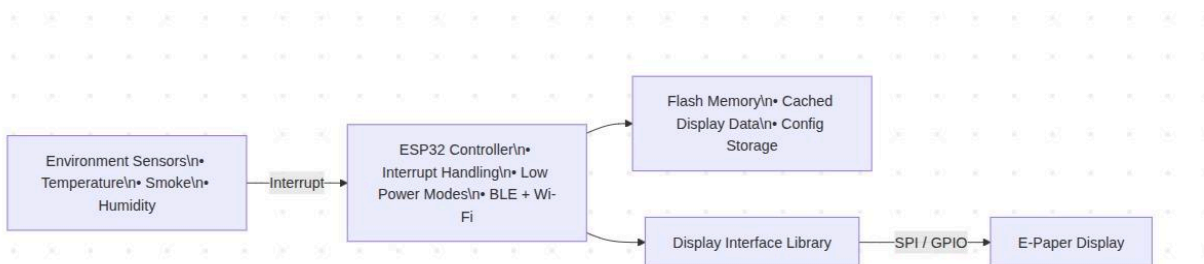 Environment Sensors\n•
Temperature\n• Smoke\n•
Humidity
Interrupt
ESP32 Controller\n•
Interrupt Handling\n• Low
Power Modes\n• BLE + Wi-
Fi
Flash Memory\n• Cached
Display Data\n• Config
Storage
Display Interface Library
SPI / GPIO
E-Paper Display